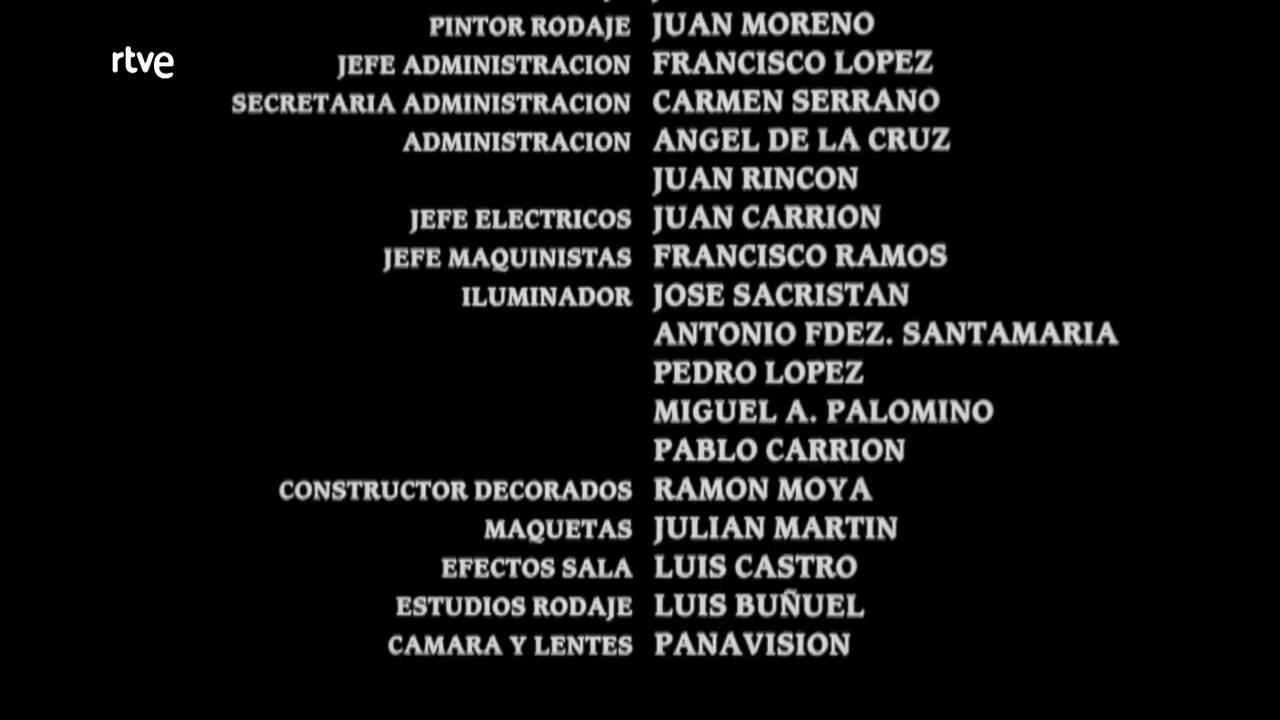 rtve
PINTOR RODAJE JUAN MORENO
JEFE ADMINISTRACION FRANCISCO LOPEZ
SECRETARIA ADMINISTRACION CARMEN SERRANO
ADMINISTRACION ANGEL DE LA CRUZ
JUAN RINCON
JEFE ELECTRICOS JUAN CARRION
JEFE MAQUINISTAS FRANCISCO RAMOS
ILUMINADOR JOSE SACRISTAN
ANTONIO FDEZ. SANTAMARIA
PEDRO LOPEZ
MIGUEL A. PALOMINO
PABLO CARRION
CONSTRUCTOR DECORADOS RAMON MOYA
MAQUETAS JULIAN MARTIN
EFECTOS SALA LUIS CASTRO
ESTUDIOS RODAJE LUIS BUÑUEL
CAMARA Y LENTES PANAVISION